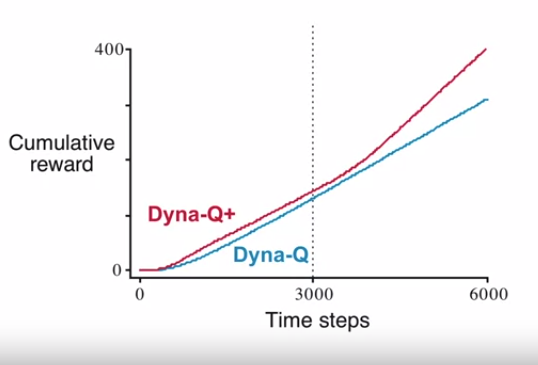 400
Cumulative
reward
Dyna-Q+
Dyna-Q
0
0 3000 6000
Time steps